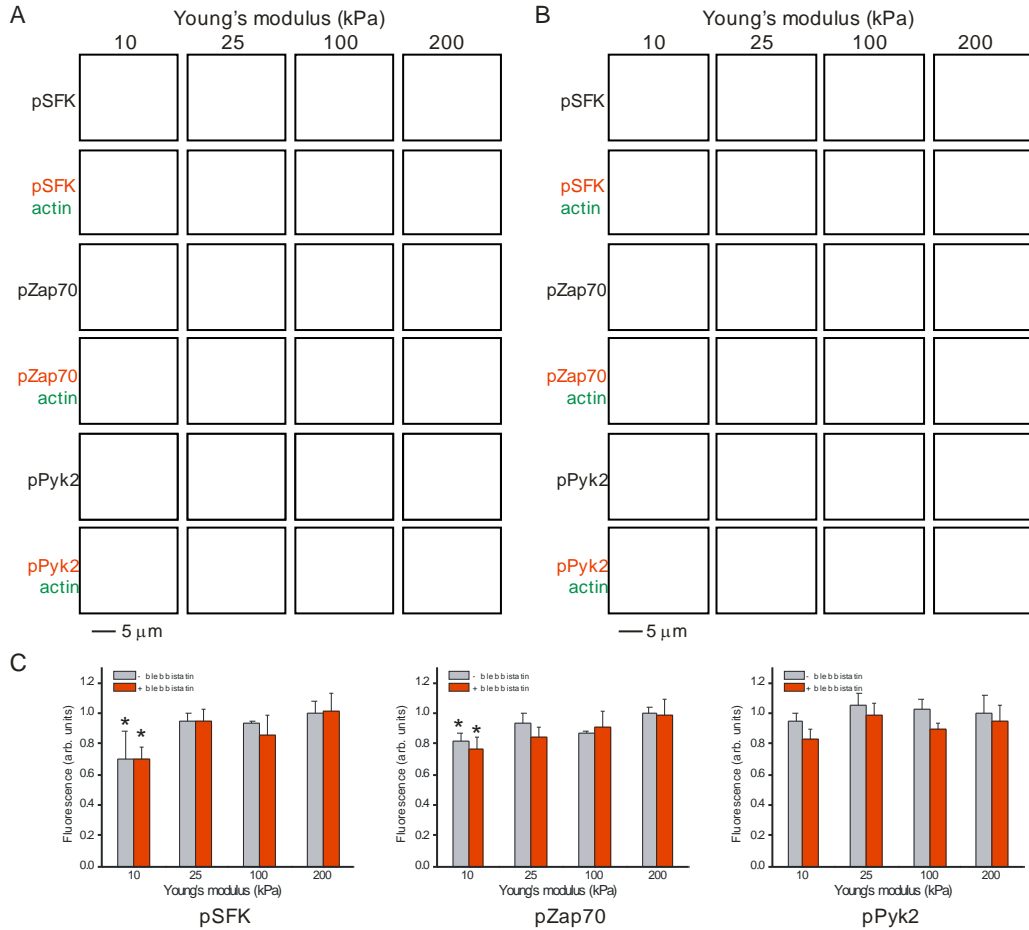 A
Young's modulus (kPa)
10 25 100 200
pSFK
pSFK
actin
pZap70
pZap70
actin
pPyk2
pPyk2
actin
5 μm
B
Young's modulus (kPa)
10 25 100 200
pSFK
pSFK
actin
pZap70
pZap70
actin
pPyk2
pPyk2
actin
C
- blebbistatin
+ blebbistatin
Fluorescence (arb. units)
1.2
1.0
0.8
0.6
0.4
0.2
0.0
* *
10 25 100 200
Young's modulus (kPa)
pSFK
- blebbistatin
+ blebbistatin
Fluorescence (arb. units)
1.2
1.0
0.8
0.6
0.4
0.2
0.0
* *
10 25 100 200
Young's modulus (kPa)
pZap70
- blebbistatin
+ blebbistatin
Fluorescence (arb. units)
1.2
1.0
0.8
0.6
0.4
0.2
0.0
10 25 100 200
Young's modulus (kPa)
pPyk2